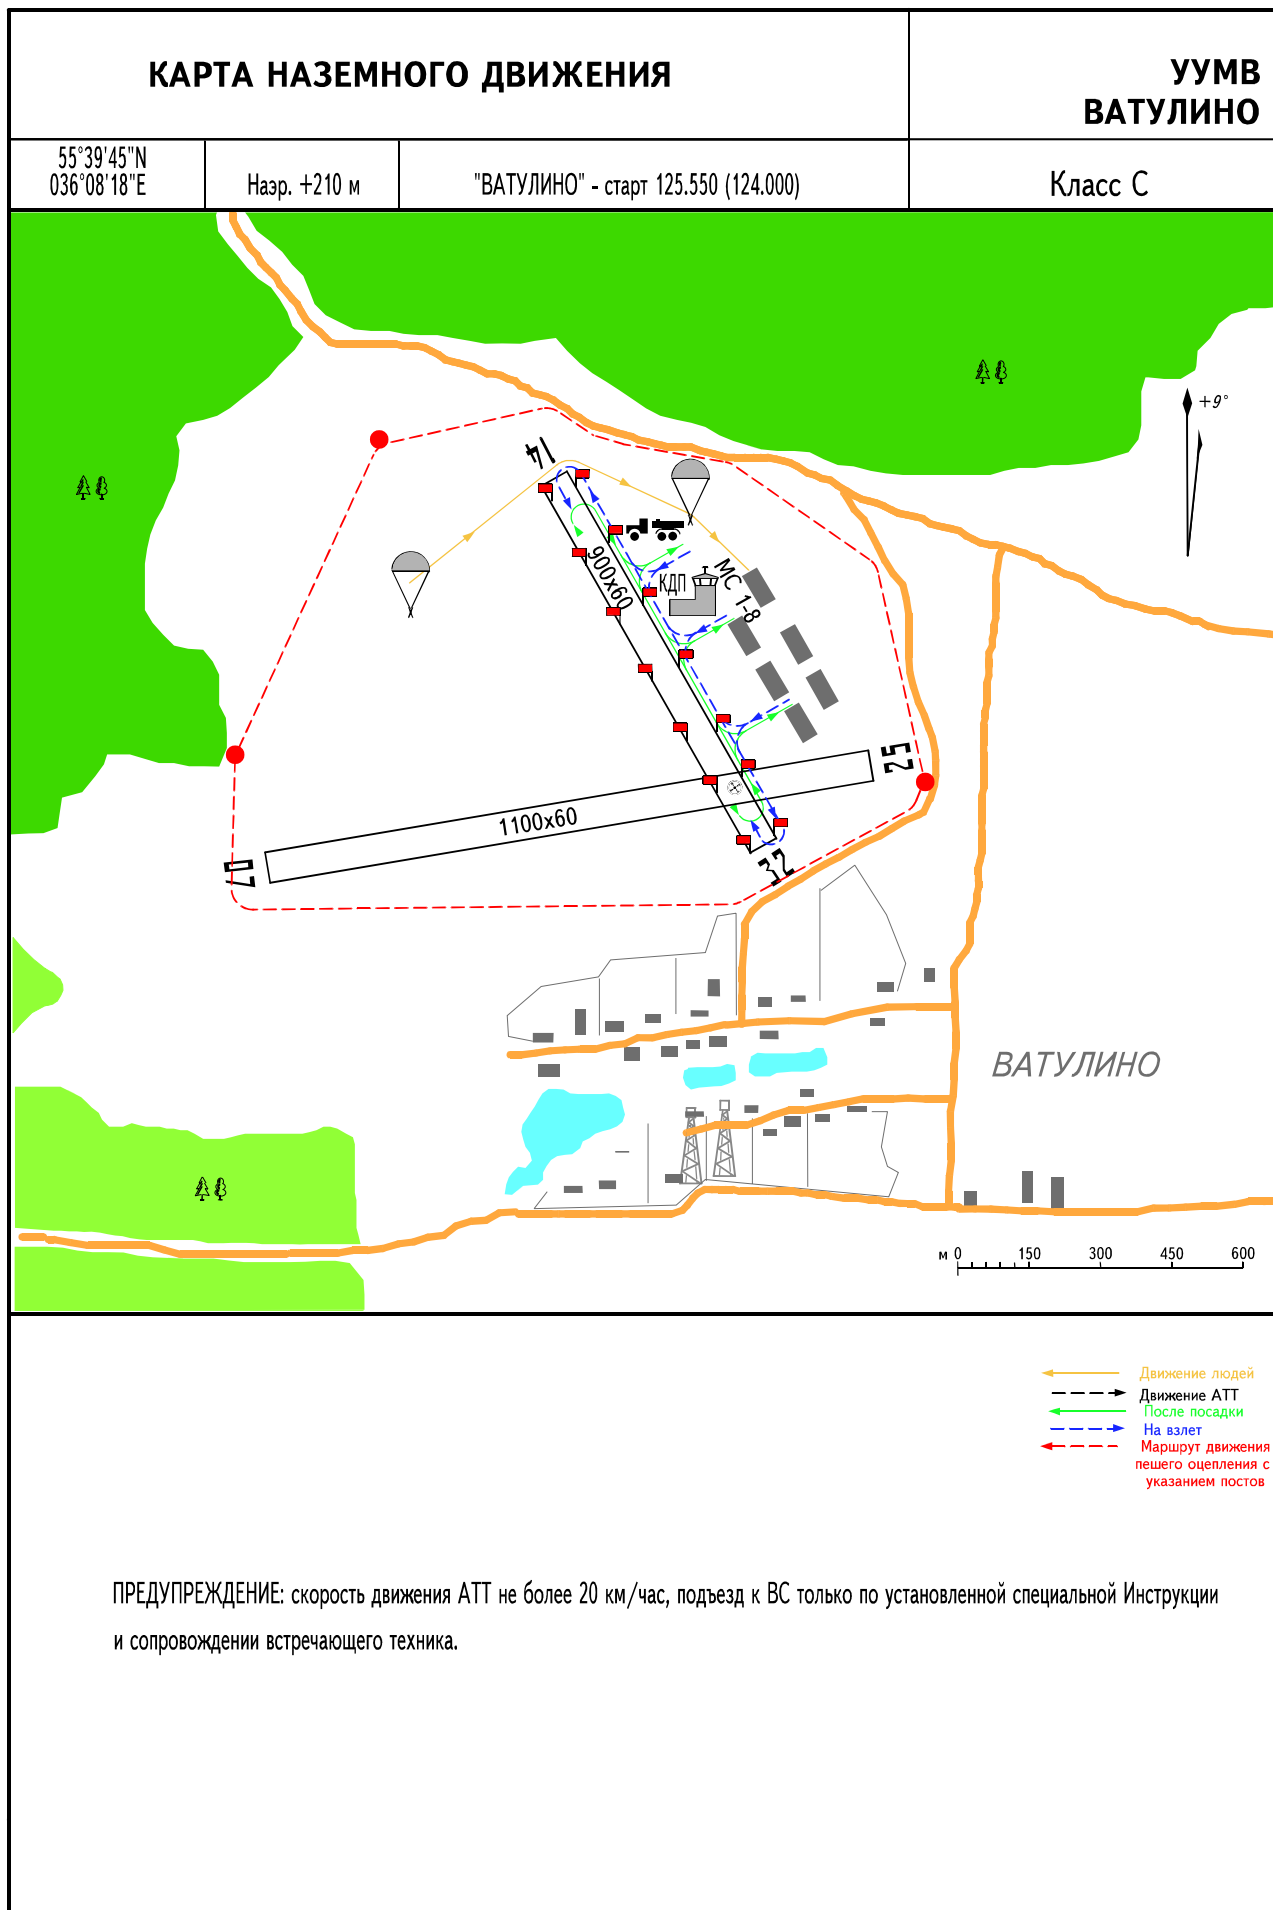 КАРТА НАЗЕМНОГО ДВИЖЕНИЯ
УУМВ
ВАТУЛИНО
55°39'45"N
036°08'18"E
Наэр. +210 м
"ВАТУЛИНО" - старт 125.550 (124.000)
Класс С
+9°
14
900х60
КДП
МС 1-8
25
1100х60
07
32
ВАТУЛИНО
м 0 150 300 450 600
Движение людей
Движение АТТ
После посадки
На взлет
Маршрут движения
пешего оцепления с
указанием постов
ПРЕДУПРЕЖДЕНИЕ: скорость движения АТТ не более 20 км/час, подъезд к ВС только по установленной специальной Инструкции
и сопровождении встречающего техника.